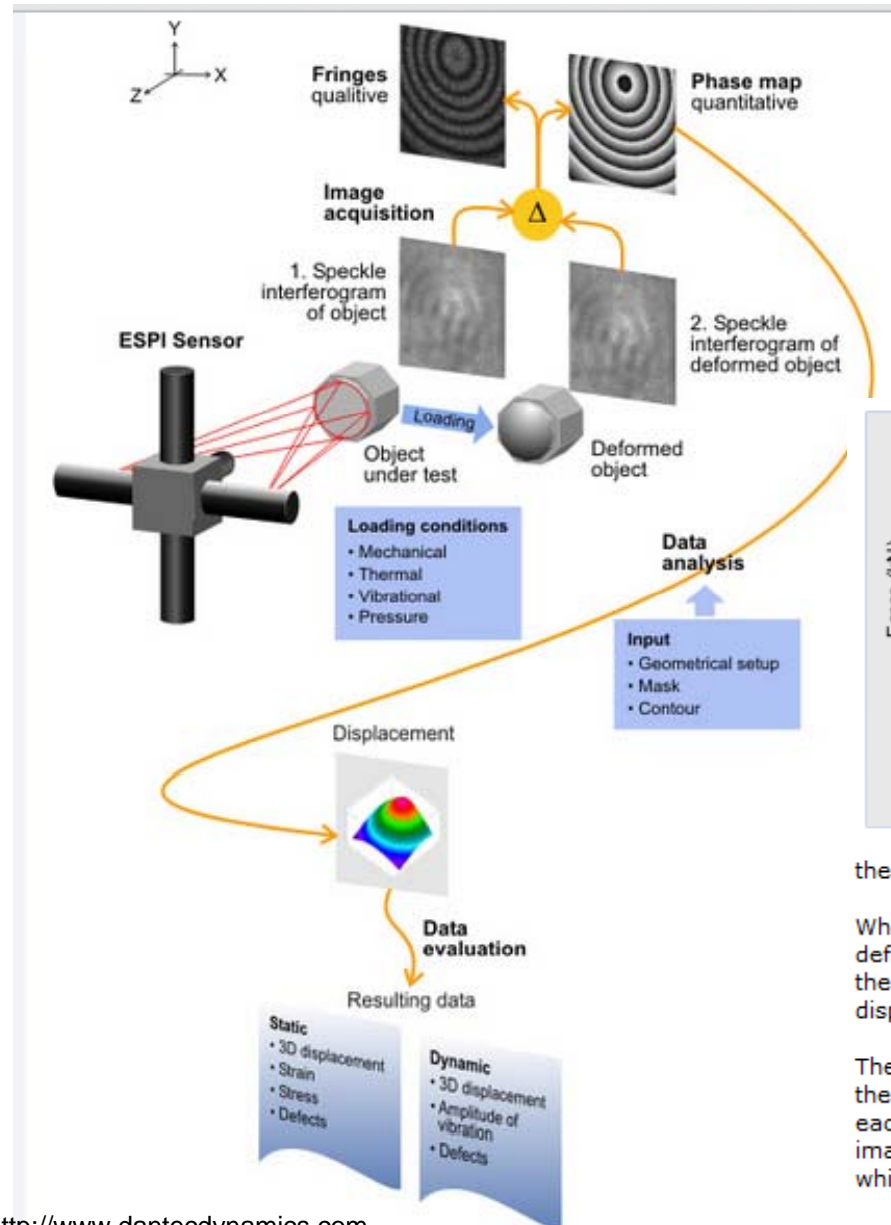 Y
X
Z
Fringes
qualitive
Phase map
quantitative
Image
acquisition
Δ
1. Speckle
interferogram
of object
2. Speckle
interferogram of
deformed object
ESPI Sensor
Loading
Object
under test
Deformed
object
Loading conditions
• Mechanical
• Thermal
• Vibrational
• Pressure
Data
analysis
Input
• Geometrical setup
• Mask
• Contour
Displacement
Data
evaluation
Resulting data
Static
• 3D displacement
• Strain
• Stress
• Defects
Dynamic
• 3D displacement
• Amplitude of
vibration
• Defects
the
Wh
def
the
disp
The
the
eac
ima
whi
ttp://www.dantecdynamics.com